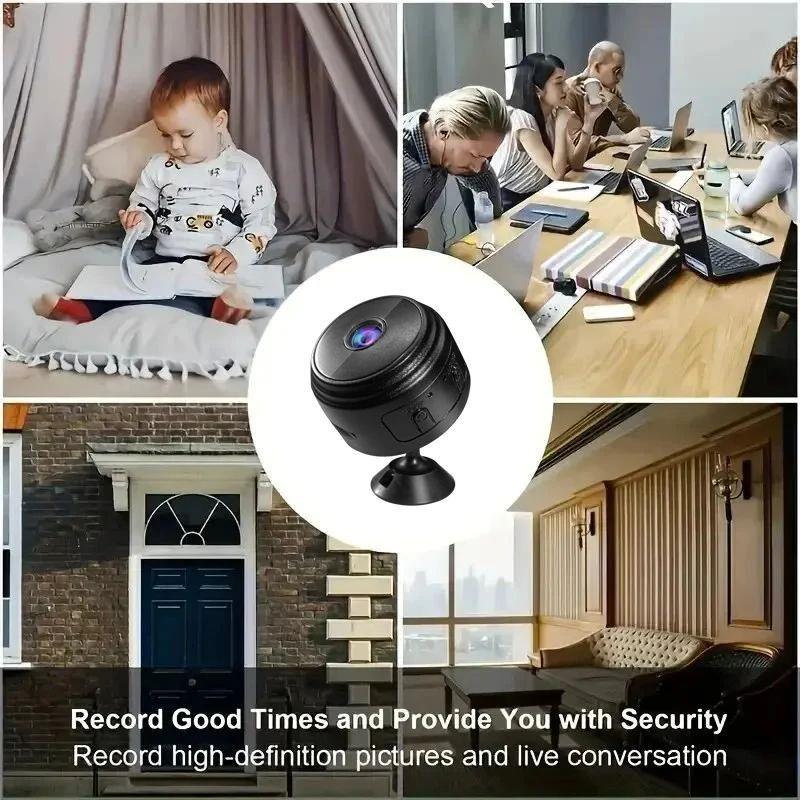 Record Good Times and Provide You with Security
Record high-definition pictures and live conversation